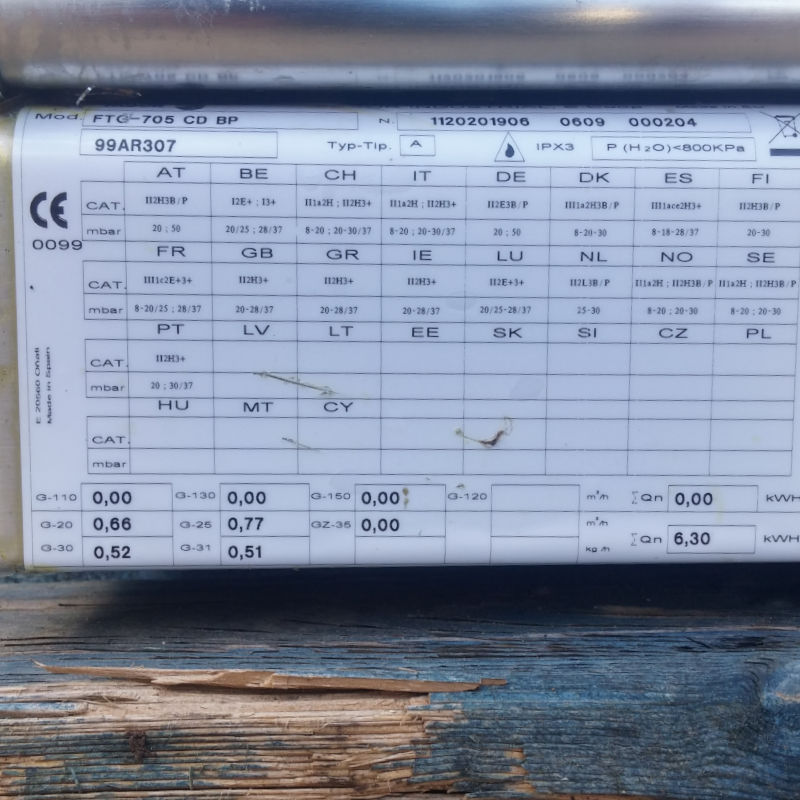 Mod. FTC-705 CD BP N. 1120201906 0609 000204
99AR307 Typ-Tip. A IPX3 P (H2O)<800KPa
AT BE CH IT DE DK ES FI
CAT. II2H3B/P I2E+ ; I3+ II1a2H ; II2H3+ II1a2H ; II2H3+ II2E3B/P III1a2H3B/P III1ace2H3+ II2H3B/P
mbar 20 ; 50 20/25 ; 28/37 8-20 ; 20-30/37 8-20 ; 20-30/37 20 ; 50 8-20-30 8-18-28/37 20-30
CE
0099
FR GB GR IE LU NL NO SE
CAT. III1c2E+3+ II2H3+ II2H3+ II2H3+ II2E+3+ II2L3B/P II1a2H ; II2H3B/P II1a2H ; II2H3B/P
mbar 8-20/25 ; 28/37 20-28/37 20-28/37 20-28/37 20/25-28/37 25-30 8-20 ; 20-30 8-20 ; 20-30
PT LV LT EE SK SI CZ PL
CAT. II2H3+
mbar 20 ; 30/37
HU MT CY
CAT.
mbar
E 20560 Oñati
Made in Spain
G-110 0,00 G-130 0,00 G-150 0,00 G-120 m³/h ΣQn 0,00 kWH
G-20 0,66 G-25 0,77 GZ-35 0,00 m³/h
G-30 0,52 G-31 0,51 kg/h ΣQn 6,30 kWH